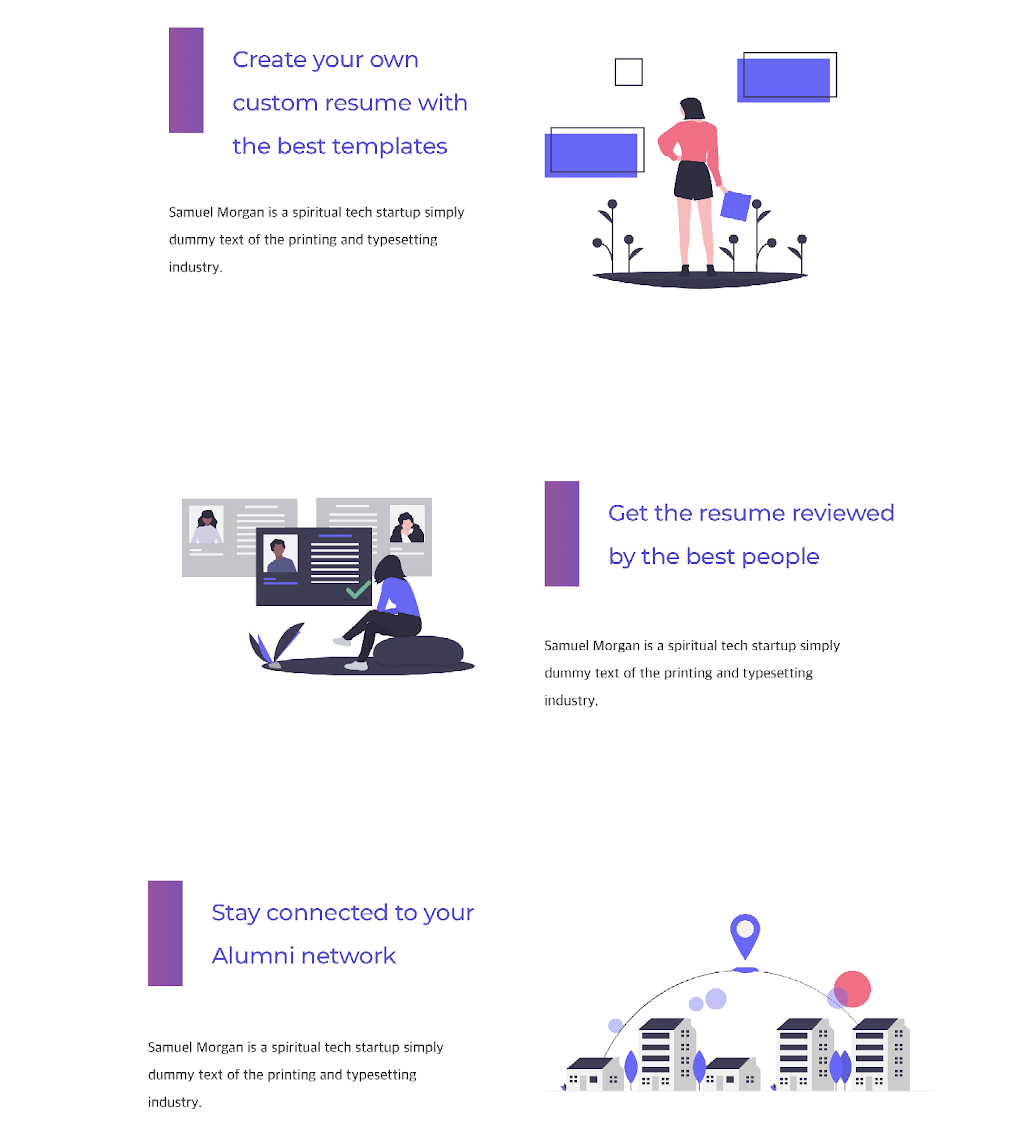 Create your own
custom resume with
the best templates
Samuel Morgan is a spiritual tech startup simply
dummy text of the printing and typesetting
industry.
Get the resume reviewed
by the best people
Samuel Morgan is a spiritual tech startup simply
dummy text of the printing and typesetting
industry.
Stay connected to your
Alumni network
Samuel Morgan is a spiritual tech startup simply
dummy text of the printing and typesetting
industry.